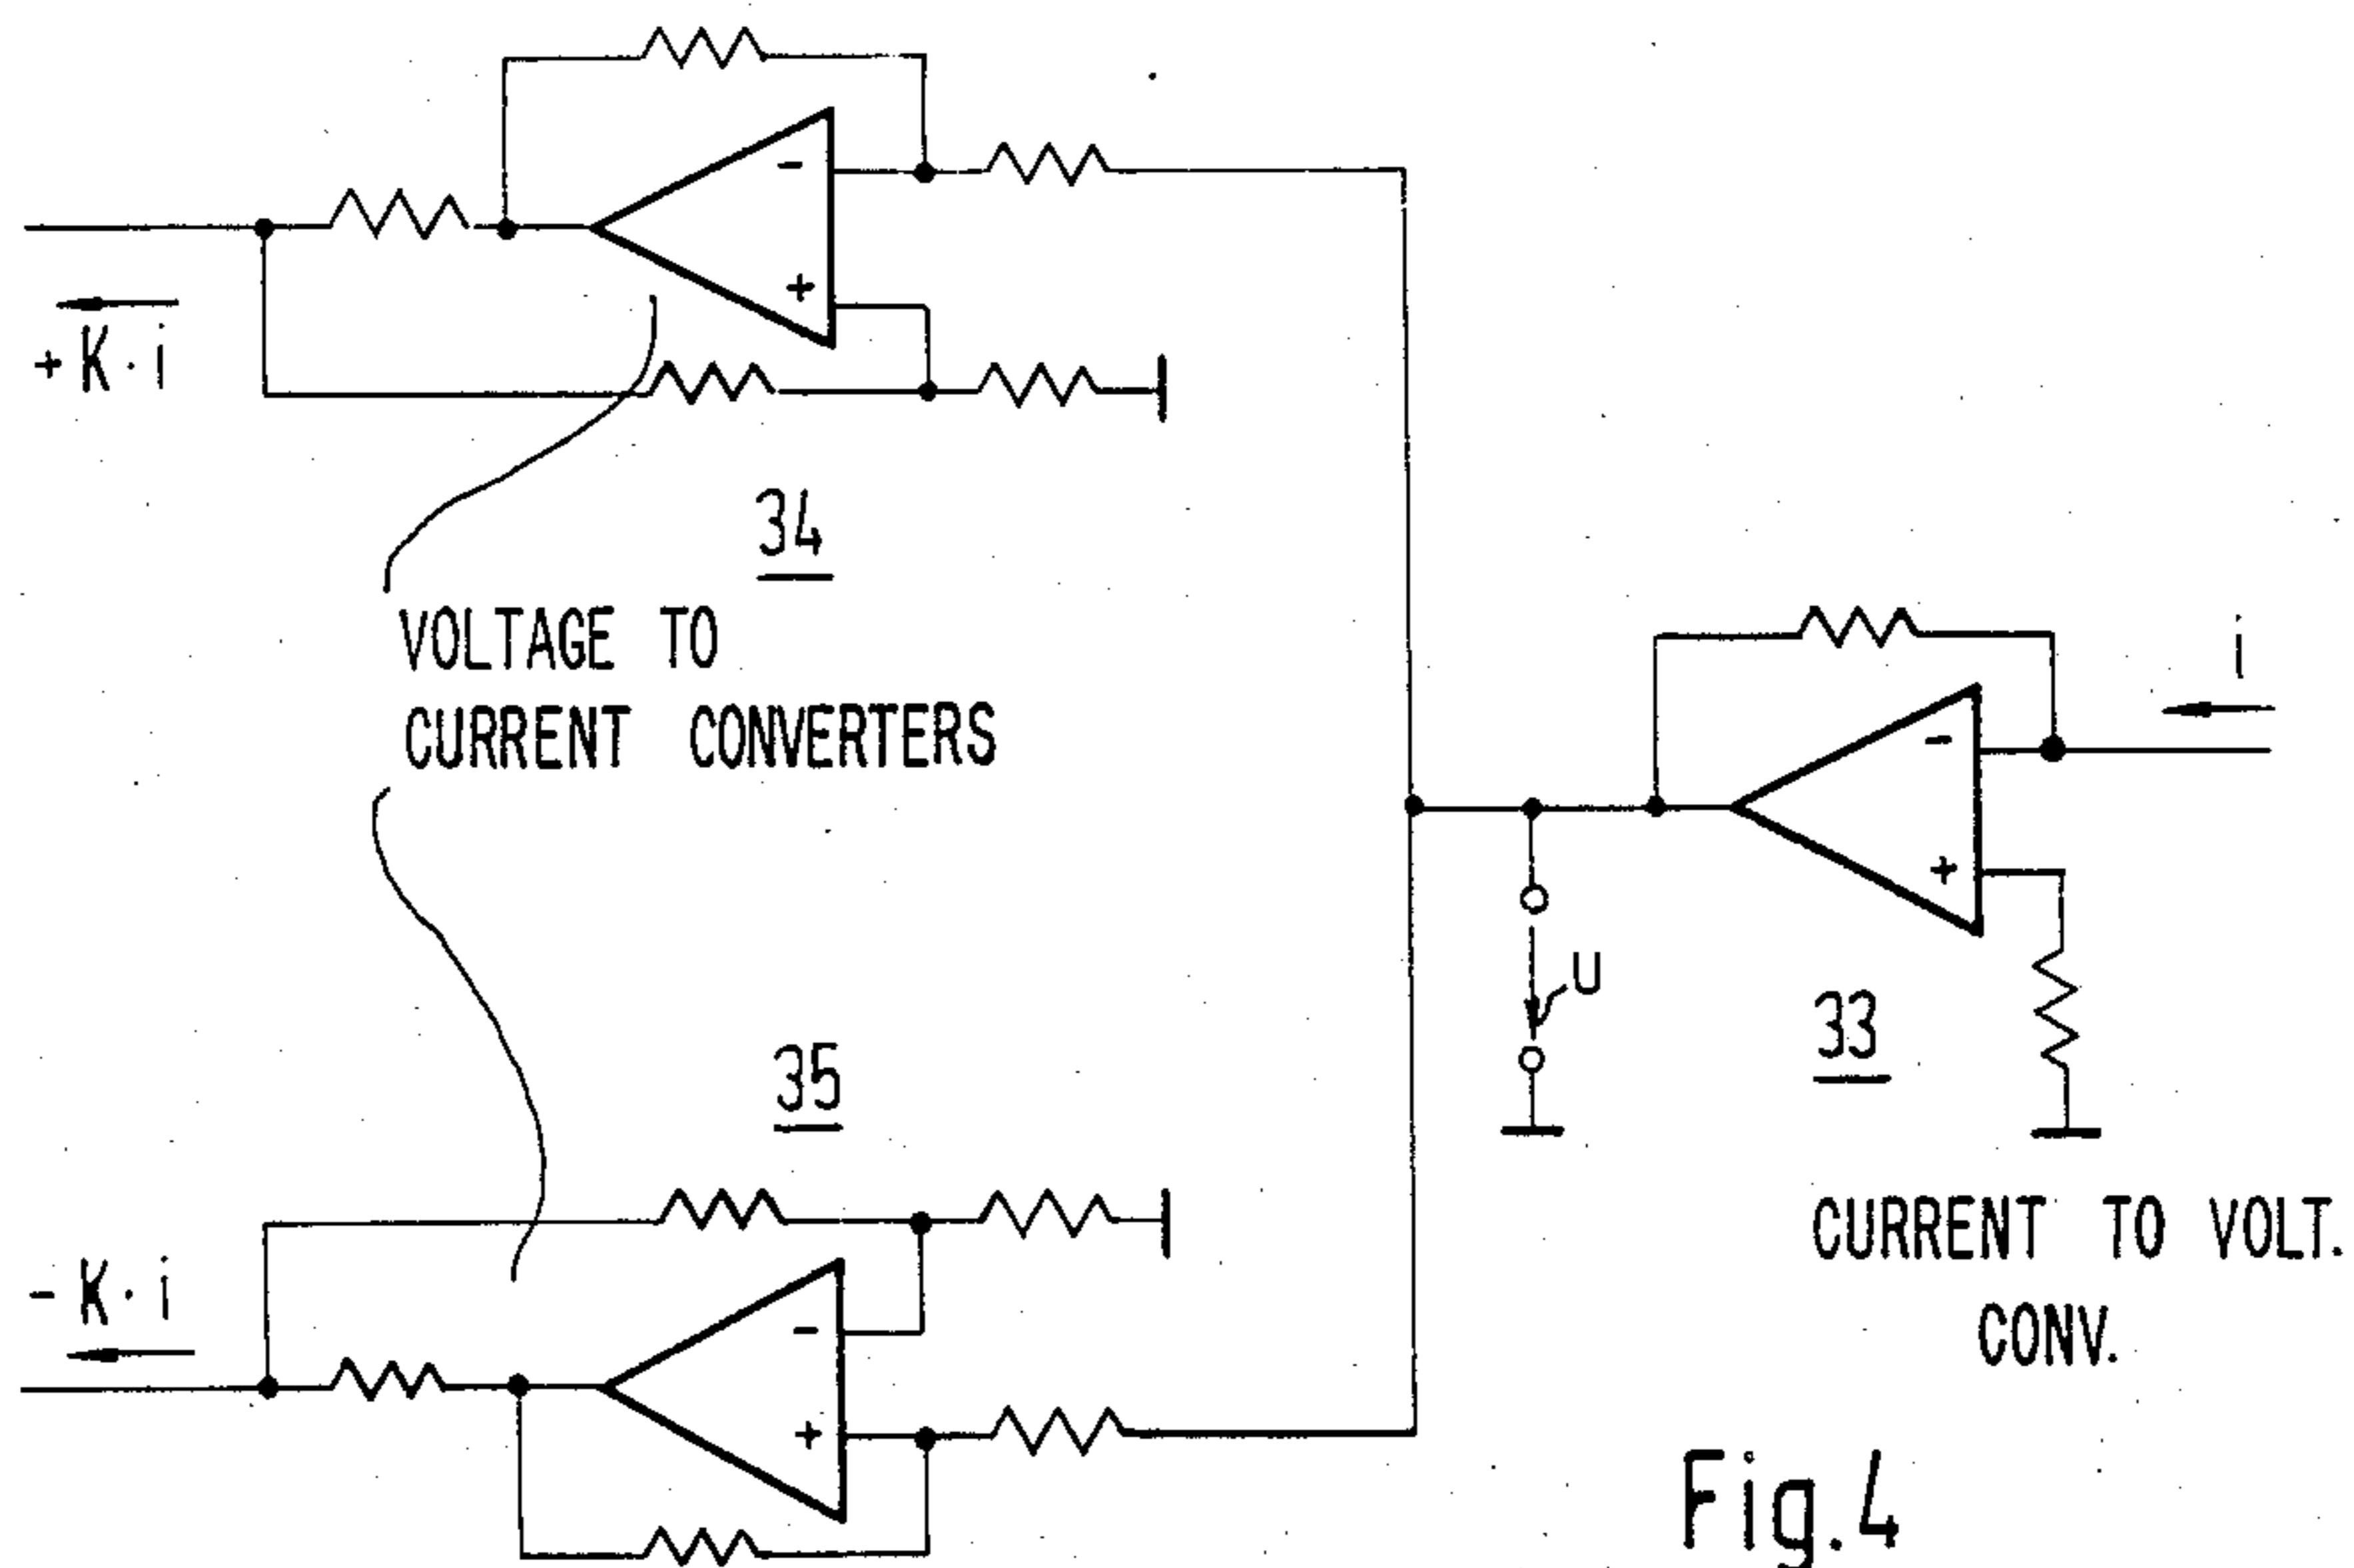 -
+
+K·i
34
VOLTAGE TO
CURRENT CONVERTERS
i
-
+
U
33
35
CURRENT TO VOLT.
CONV.
-K·i
-
+
Fig.4